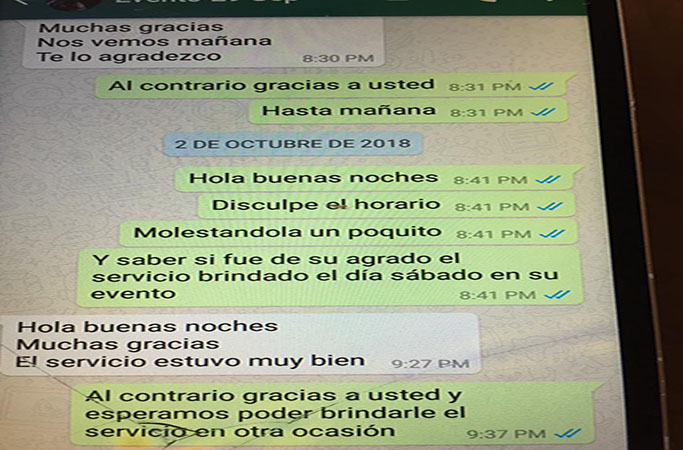 Muchas gracias
Nos vemos mañana
Te lo agradezco 8:30 PM
Al contrario gracias a usted 8:31 PM
Hasta mañana 8:31 PM
2 DE OCTUBRE DE 2018
Hola buenas noches 8:41 PM
Disculpe el horario 8:41 PM
Molestandola un poquito 8:41 PM
Y saber si fue de su agrado el
servicio brindado el día sábado en su
evento 8:41 PM
Hola buenas noches
Muchas gracias
El servicio estuvo muy bien 9:27 PM
Al contrario gracias a usted y
esperamos poder brindarle el
servicio en otra ocasión 9:37 PM